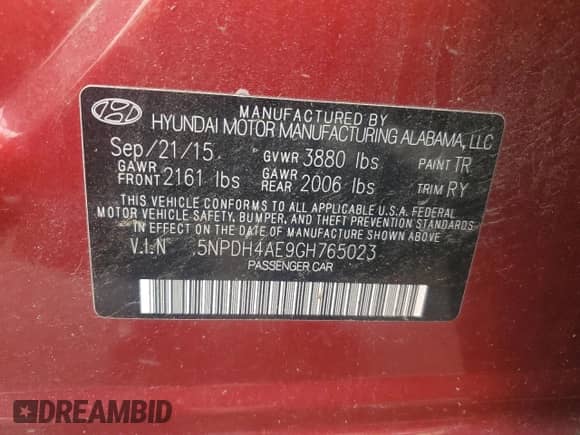 MANUFACTURED BY
HYUNDAI MOTOR MANUFACTURING ALABAMA, LLC
Sep/21/15 GVWR 3880 lbs PAINT TR
GAWR FRONT 2161 lbs GAWR REAR 2006 lbs TRIM RY
THIS VEHICLE CONFORMS TO ALL APPLICABLE U.S.A. FEDERAL
MOTOR VEHICLE SAFETY, BUMPER, AND THEFT PREVENTION STANDARDS
IN EFFECT ON THE DATE OF MANUFACTURE SHOWN ABOVE.
V.I.N 5NPDH4AE9GH765023
PASSENGER CAR
DREAMBID